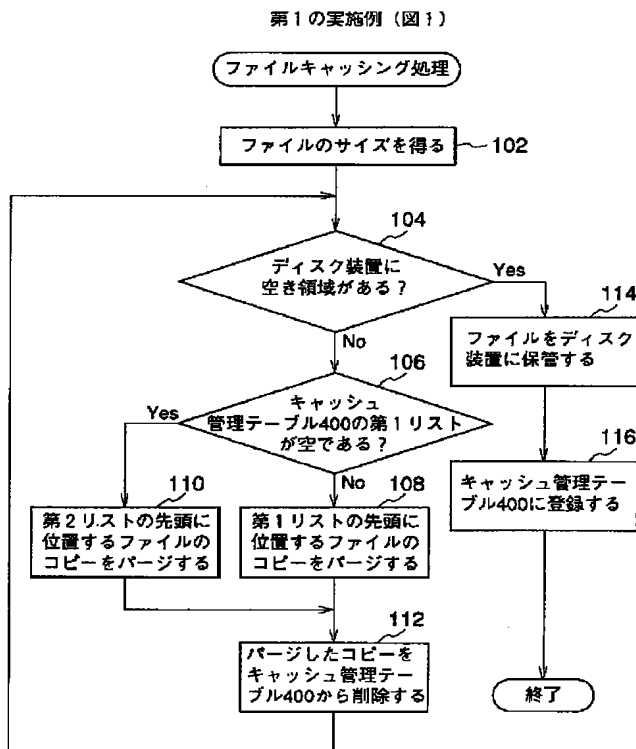 第1の実施例（図1）
ファイルキャッシング処理
ファイルのサイズを得る
102
104
ディスク装置に
空き領域がある？
Yes
No
114
ファイルをディスク
装置に保管する
106
キャッシュ
管理テーブル400の第1リスト
が空である？
Yes
No
116
キャッシュ管理テー
ブル400に登録する
110
第2リストの先頭に
位置するファイルの
コピーをパージする
108
第1リストの先頭に
位置するファイルの
コピーをパージする
112
パージしたコピーを
キャッシュ管理テー
ブル400から削除する
終了